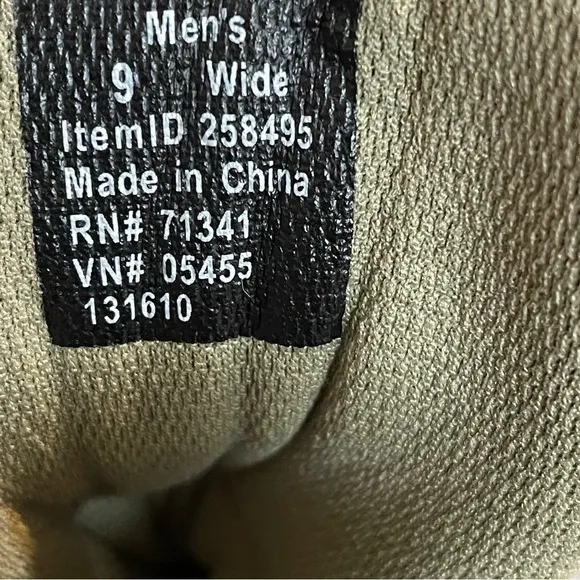 Men's
9 Wide
ItemID 258495
Made in China
RN# 71341
VN# 05455
131610